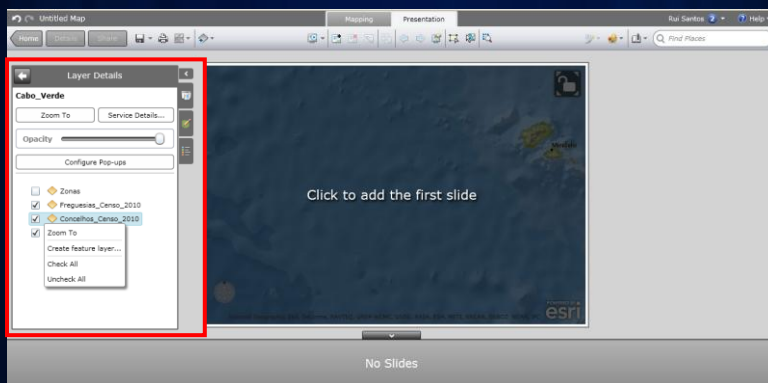 Untitled Map
Mapping
Presentation
Rui Santos
Help
Home
Details
Share
Find Places
Layer Details
Cabo_Verde
Zoom To
Service Details...
Opacity
Configure Pop-ups
Zonas
Freguesias_Censo_2010
Concelhos_Censo_2010
Zoom To
Create feature layer...
Check All
Uncheck All
Click to add the first slide
esri
No Slides